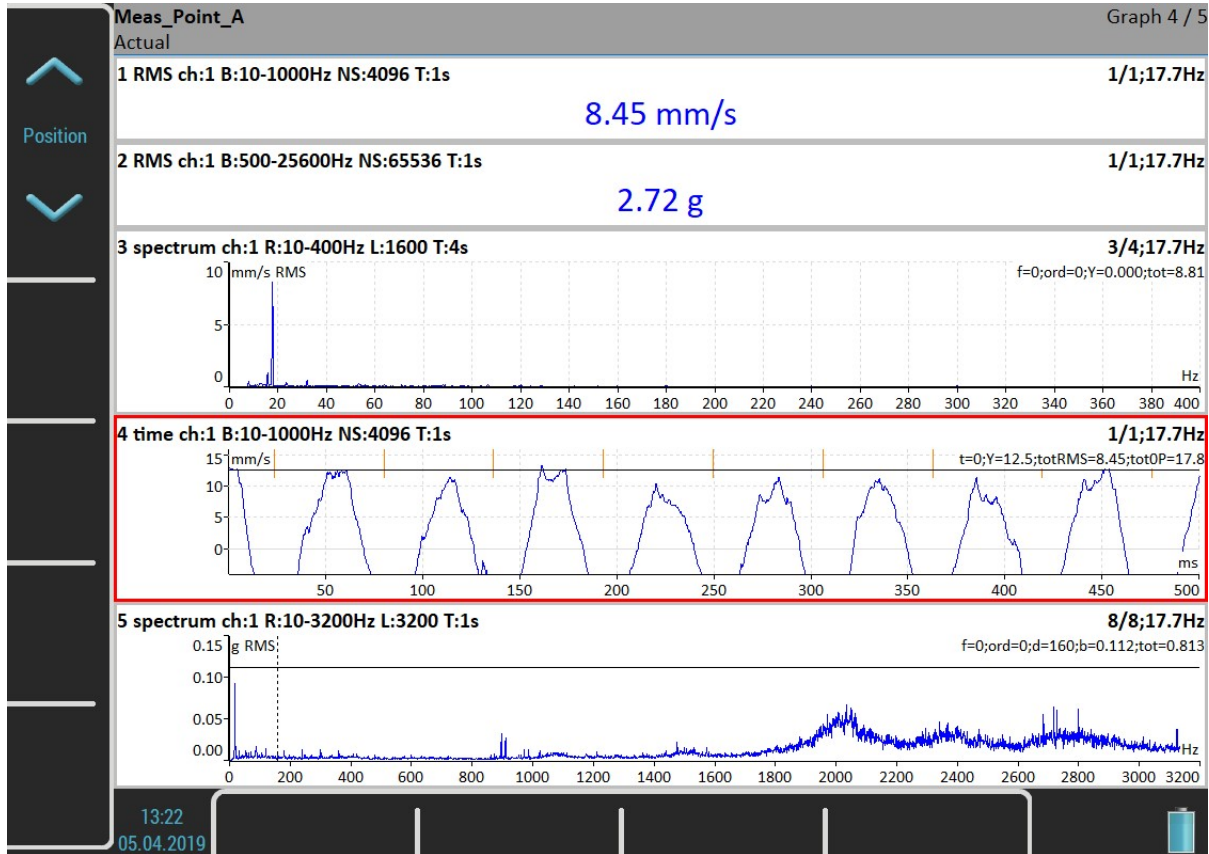 Meas_Point_A Graph 4 / 5
Actual
Position
1 RMS ch:1 B:10-1000Hz NS:4096 T:1s 1/1;17.7Hz
8.45 mm/s
2 RMS ch:1 B:500-25600Hz NS:65536 T:1s 1/1;17.7Hz
2.72 g
3 spectrum ch:1 R:10-400Hz L:1600 T:4s 3/4;17.7Hz
10 mm/s RMS f=0;ord=0;Y=0.000;tot=8.81
5
0 Hz
0 20 40 60 80 100 120 140 160 180 200 220 240 260 280 300 320 340 360 380 400
4 time ch:1 B:10-1000Hz NS:4096 T:1s 1/1;17.7Hz
15 mm/s t=0;Y=12.5;totRMS=8.45;tot0P=17.8
10
5
0
ms
50 100 150 200 250 300 350 400 450 500
5 spectrum ch:1 R:10-3200Hz L:3200 T:1s 8/8;17.7Hz
0.15 g RMS f=0;ord=0;d=160;b=0.112;tot=0.813
0.10
0.05
0.00 Hz
0 200 400 600 800 1000 1200 1400 1600 1800 2000 2200 2400 2600 2800 3000 3200
13:22
05.04.2019